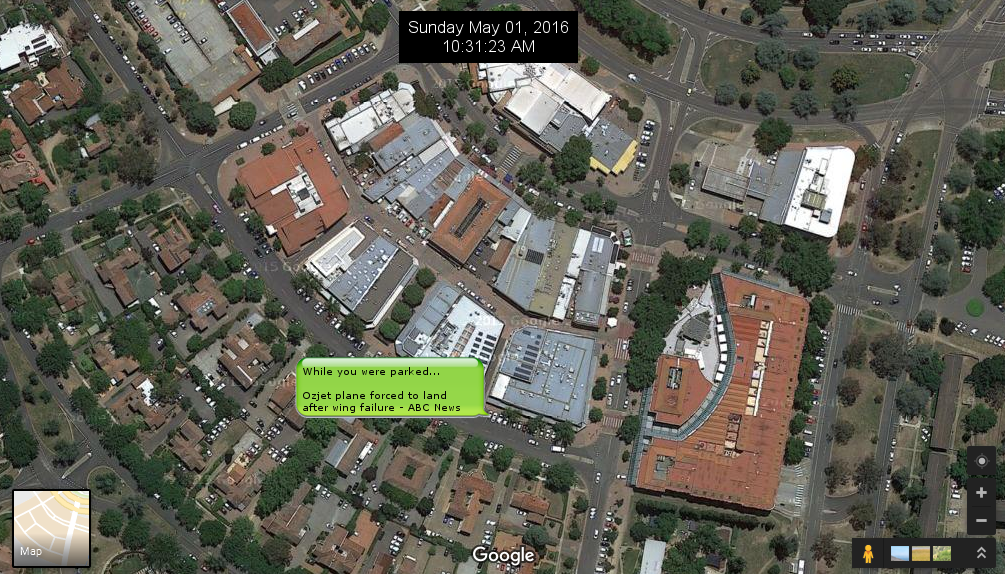 Sunday May 01, 2016
10:31:23 AM
While you were parked...
Ozjet plane forced to land
after wing failure - ABC News
Map
Google